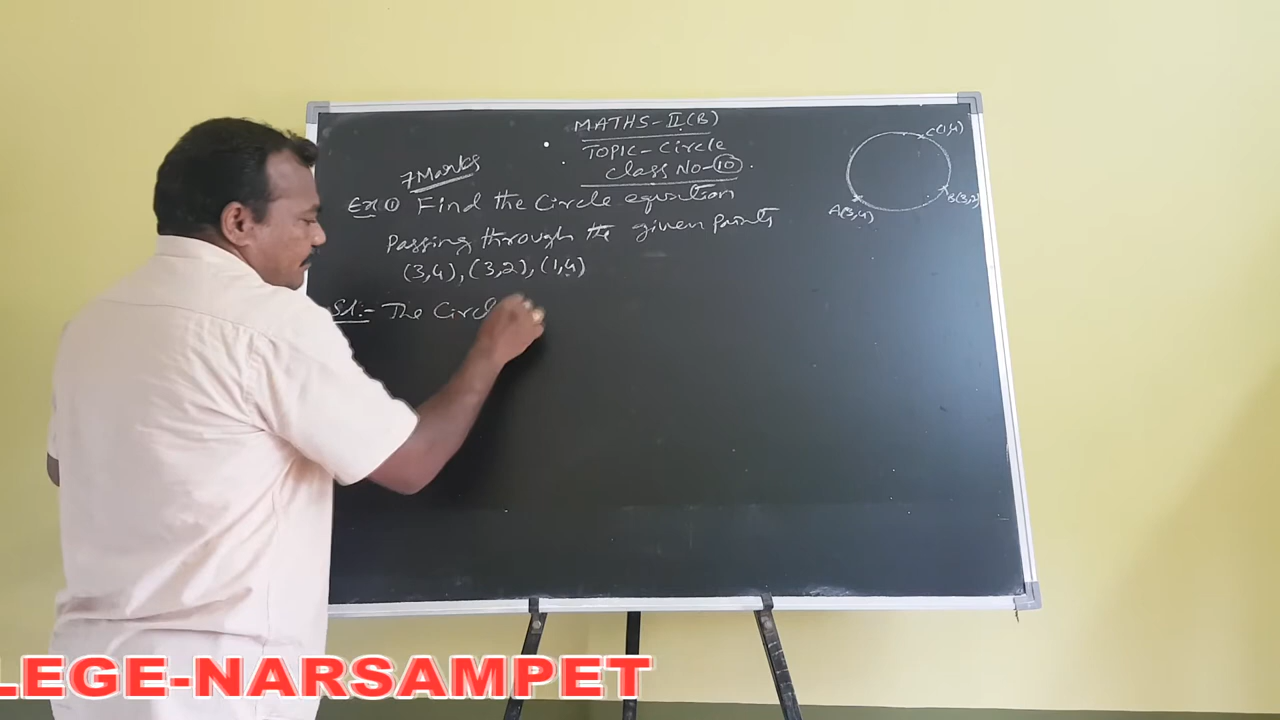 MATHS-II(B)
TOPIC-Circle
Class No-10
7 Marks
Ex ① Find the Circle equation
Passing through the given points
(3,4), (3,2), (1,4)
Sol:- The Circl
C(1,4)
B(3,2)
A(3,4)
LEGE-NARSAMPET